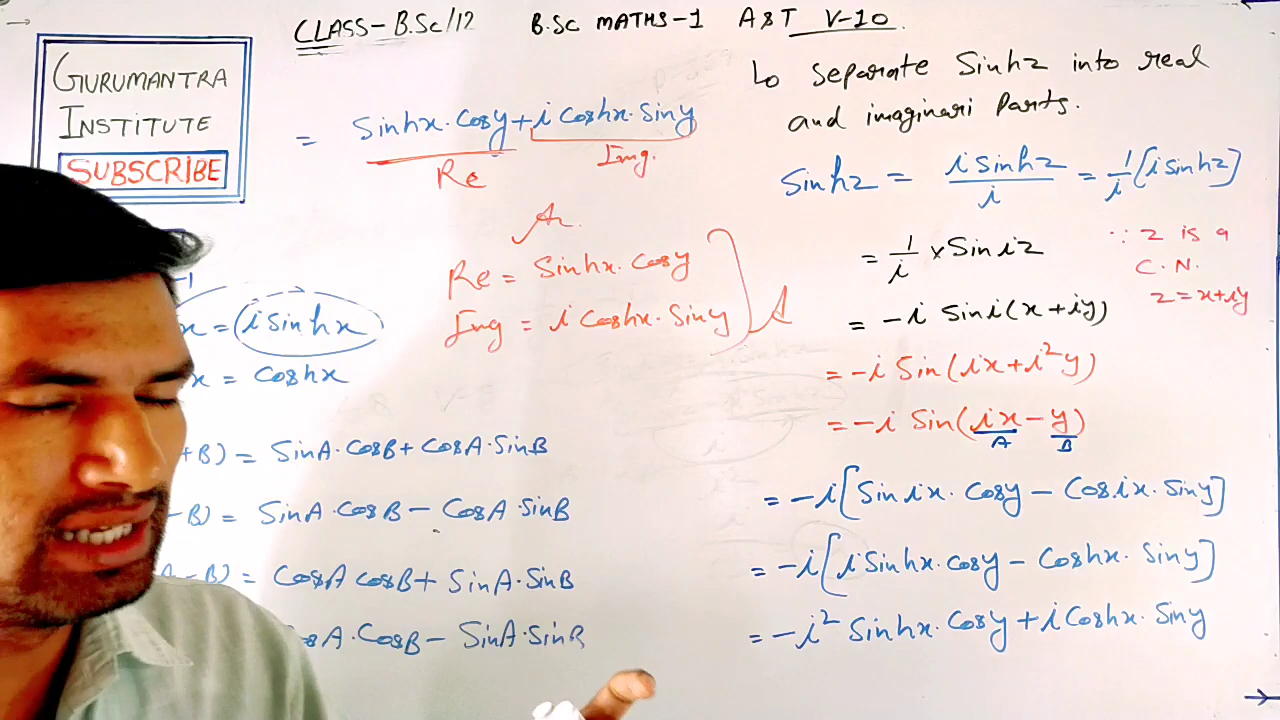 CLASS- B.Sc/12 B.SC MATHS-1 A&T V-10
GURUMANTRA
INSTITUTE
SUBSCRIBE
To separate Sinhz into real
and imaginari Parts.
Sinhz = i sinhz / i = 1/i [i sinhz]
= 1/i × Sin iz
∵ z is a
C.N.
z = x+iy
= -i Sin i(x+iy)
= -i Sin(ix+i²y)
= -i Sin(ix-y)
A B
= -i[Sin ix. Cosy - Cos ix. Siny]
= -i[i Sinhx. cosy - Coshx. Siny]
= -i² Sinhx. Cosy + i Coshx. Siny
= Sinhx. Cosy + i Coshx. Siny
Re Img.
Re = Sinhx. Cosy
Img = i Coshx. Siny
-1
x = i sinhx
x = Coshx
+B) = SinA. CosB + CosA. SinB
-B) = SinA. CosB - CosA. SinB
A-B) = CosA CosB + SinA. SinB
osA. CosB - SinA. SinB